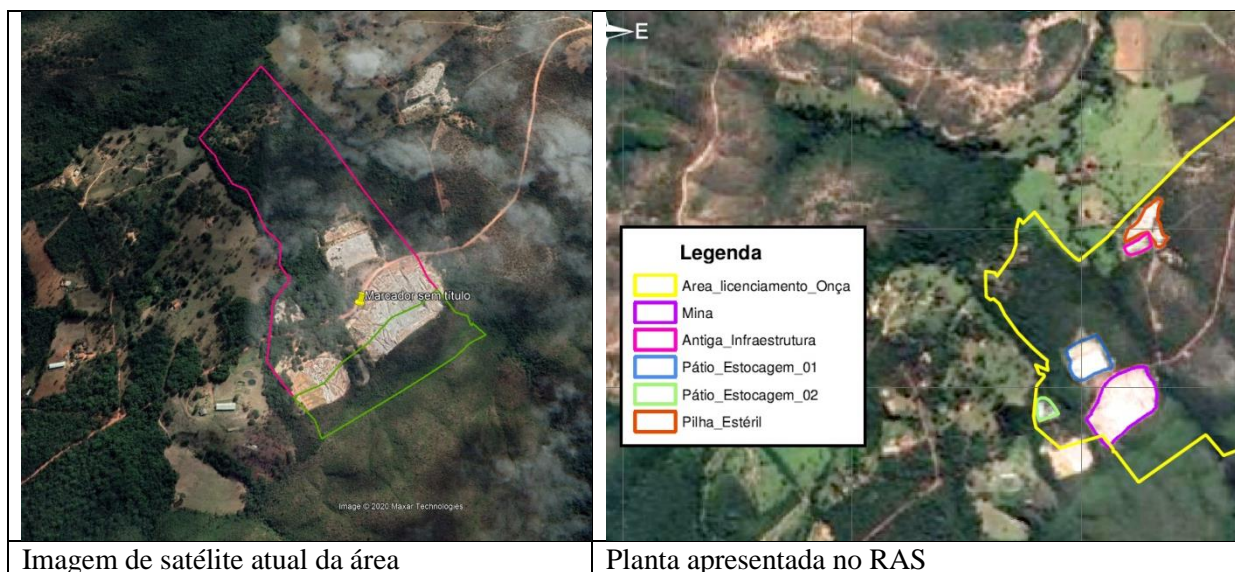 Marcador sem título
Image © 2020 Maxar Technologies
E
Legenda
Area_licenciamento_Onça
Mina
Antiga_Infraestrutura
Pátio_Estocagem_01
Pátio_Estocagem_02
Pilha_Estéril
Imagem de satélite atual da área
Planta apresentada no RAS